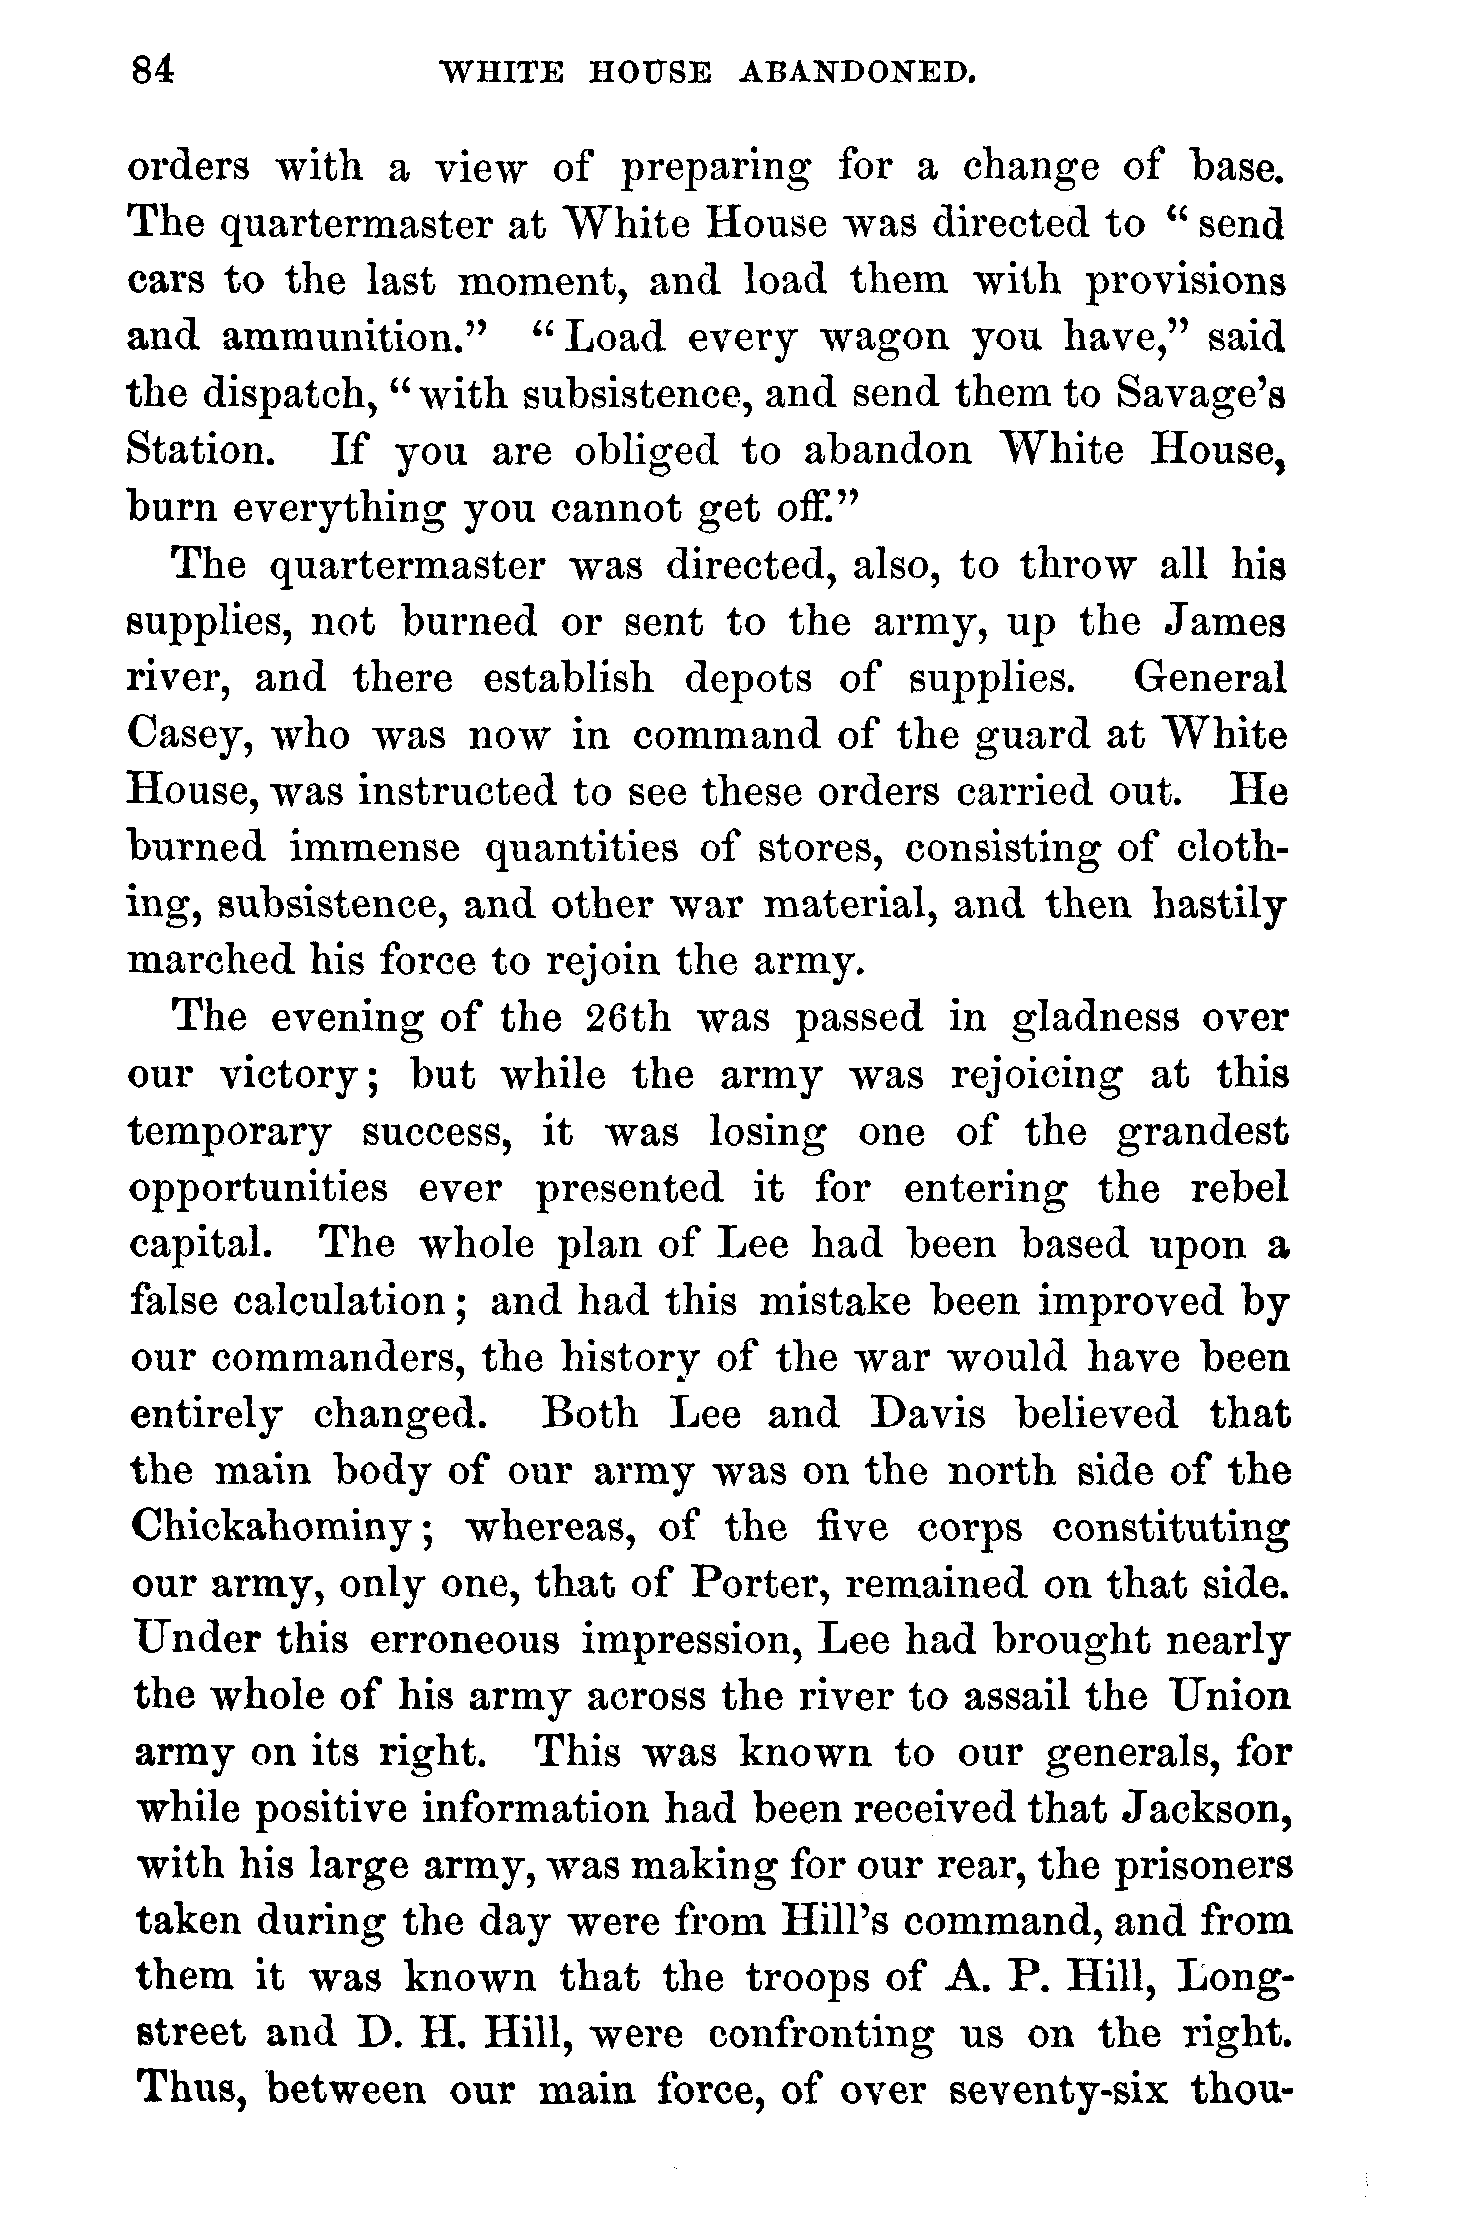 84 WHITE HOUSE ABANDONED.
orders with a view of preparing for a change of base.
The quartermaster at White House was directed to “ send
cars to the last moment, and load them with provisions
and ammunition.” “ Load every wagon you have,” said
the dispatch, “ with subsistence, and send them to Savage’s
Station. If you are obliged to abandon White House,
burn everything you cannot get off.”
The quartermaster was directed, also, to throw all his
supplies, not burned or sent to the army, up the James
river, and there establish depots of supplies. General
Casey, who was now in command of the guard at White
House, was instructed to see these orders carried out. He
burned immense quantities of stores, consisting of cloth-
ing, subsistence, and other war material, and then hastily
marched his force to rejoin the army.
The evening of the 26th was passed in gladness over
our victory; but while the army was rejoicing at this
temporary success, it was losing one of the grandest
opportunities ever presented it for entering the rebel
capital. The whole plan of Lee had been based upon a
false calculation; and had this mistake been improved by
our commanders, the history of the war would have been
entirely changed. Both Lee and Davis believed that
the main body of our army was on the north side of the
Chickahominy; whereas, of the five corps constituting
our army, only one, that of Porter, remained on that side.
Under this erroneous impression, Lee had brought nearly
the whole of his army across the river to assail the Union
army on its right. This was known to our generals, for
while positive information had been received that Jackson,
with his large army, was making for our rear, the prisoners
taken during the day were from Hill’s command, and from
them it was known that the troops of A. P. Hill, Long-
street and D. H. Hill, were confronting us on the right.
Thus, between our main force, of over seventy-six thou-